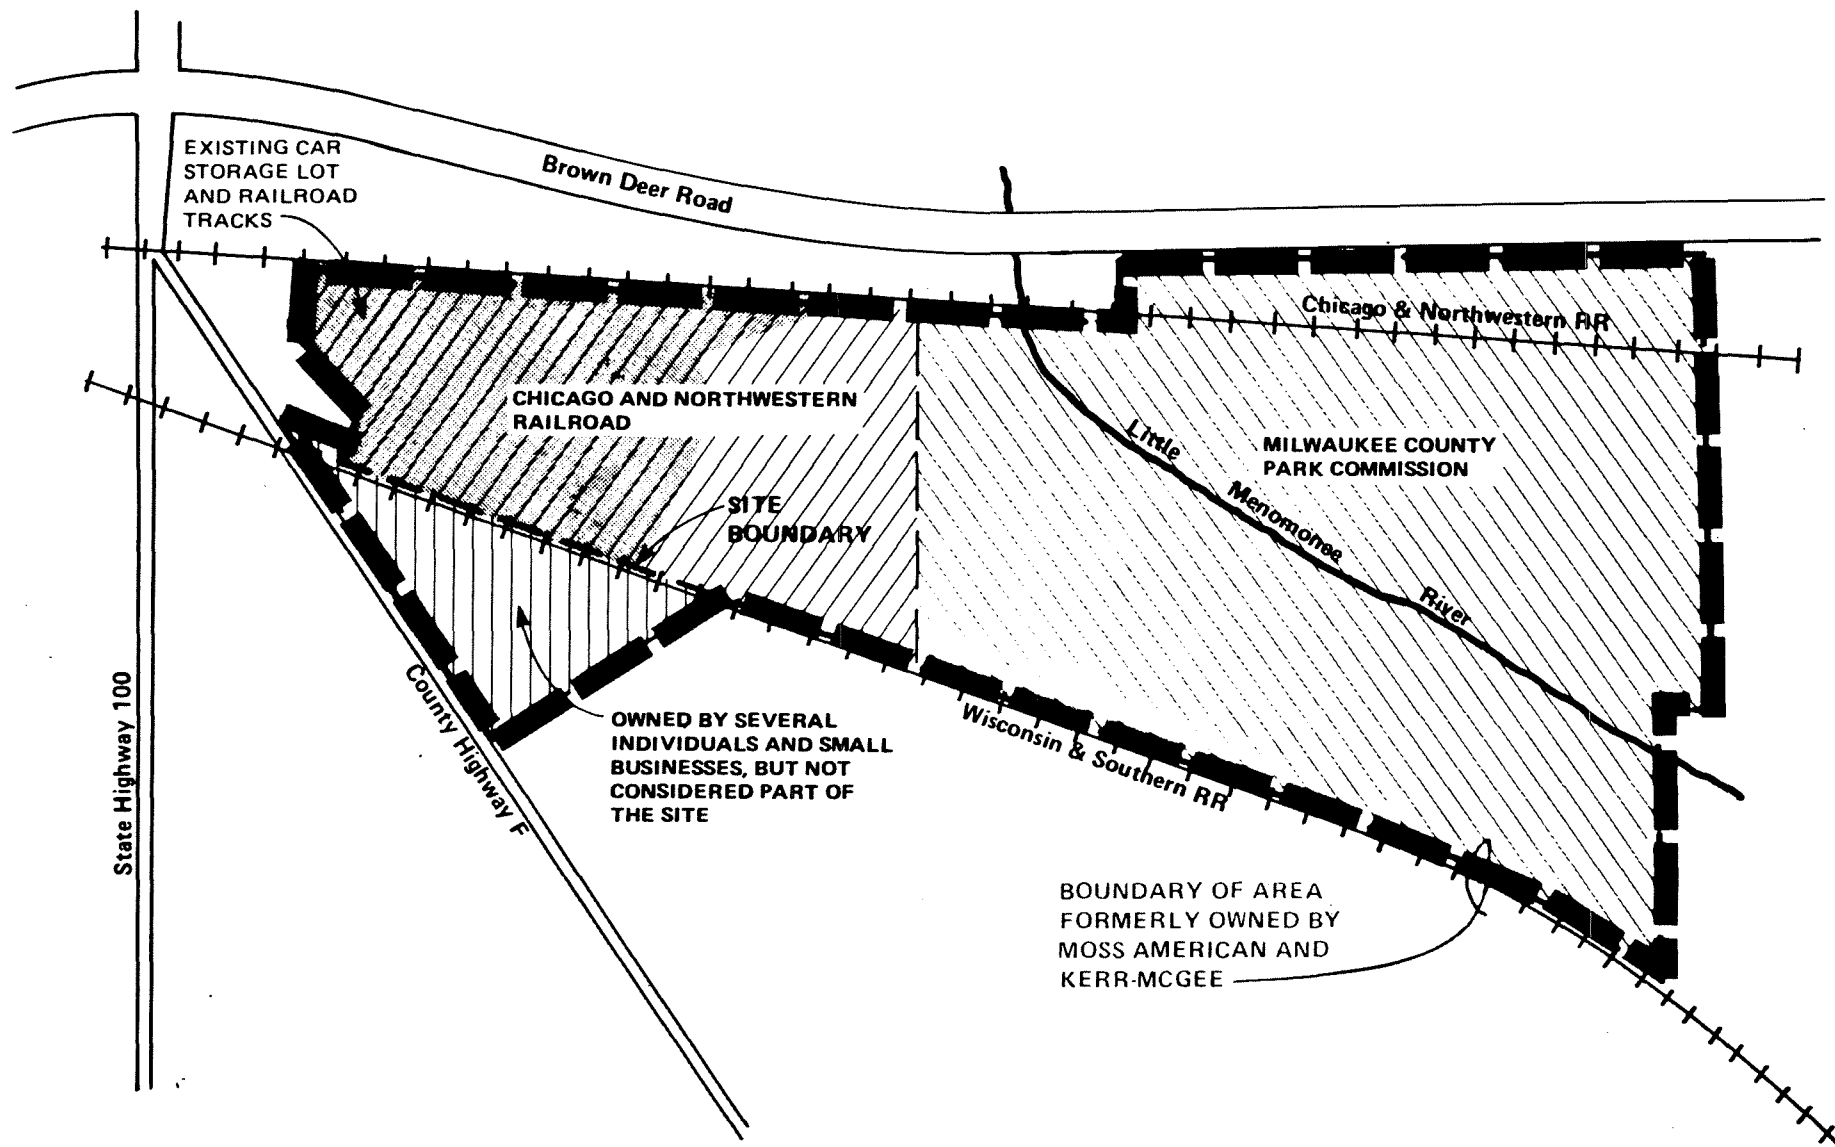 EXISTING CAR
STORAGE LOT
AND RAILROAD
TRACKS
Brown Deer Road
Chicago & Northwestern RR
CHICAGO AND NORTHWESTERN
RAILROAD
MILWAUKEE COUNTY
PARK COMMISSION
Little Menomonee River
SITE
BOUNDARY
State Highway 100
County Highway F
OWNED BY SEVERAL
INDIVIDUALS AND SMALL
BUSINESSES, BUT NOT
CONSIDERED PART OF
THE SITE
Wisconsin & Southern RR
BOUNDARY OF AREA
FORMERLY OWNED BY
MOSS AMERICAN AND
KERR-MCGEE